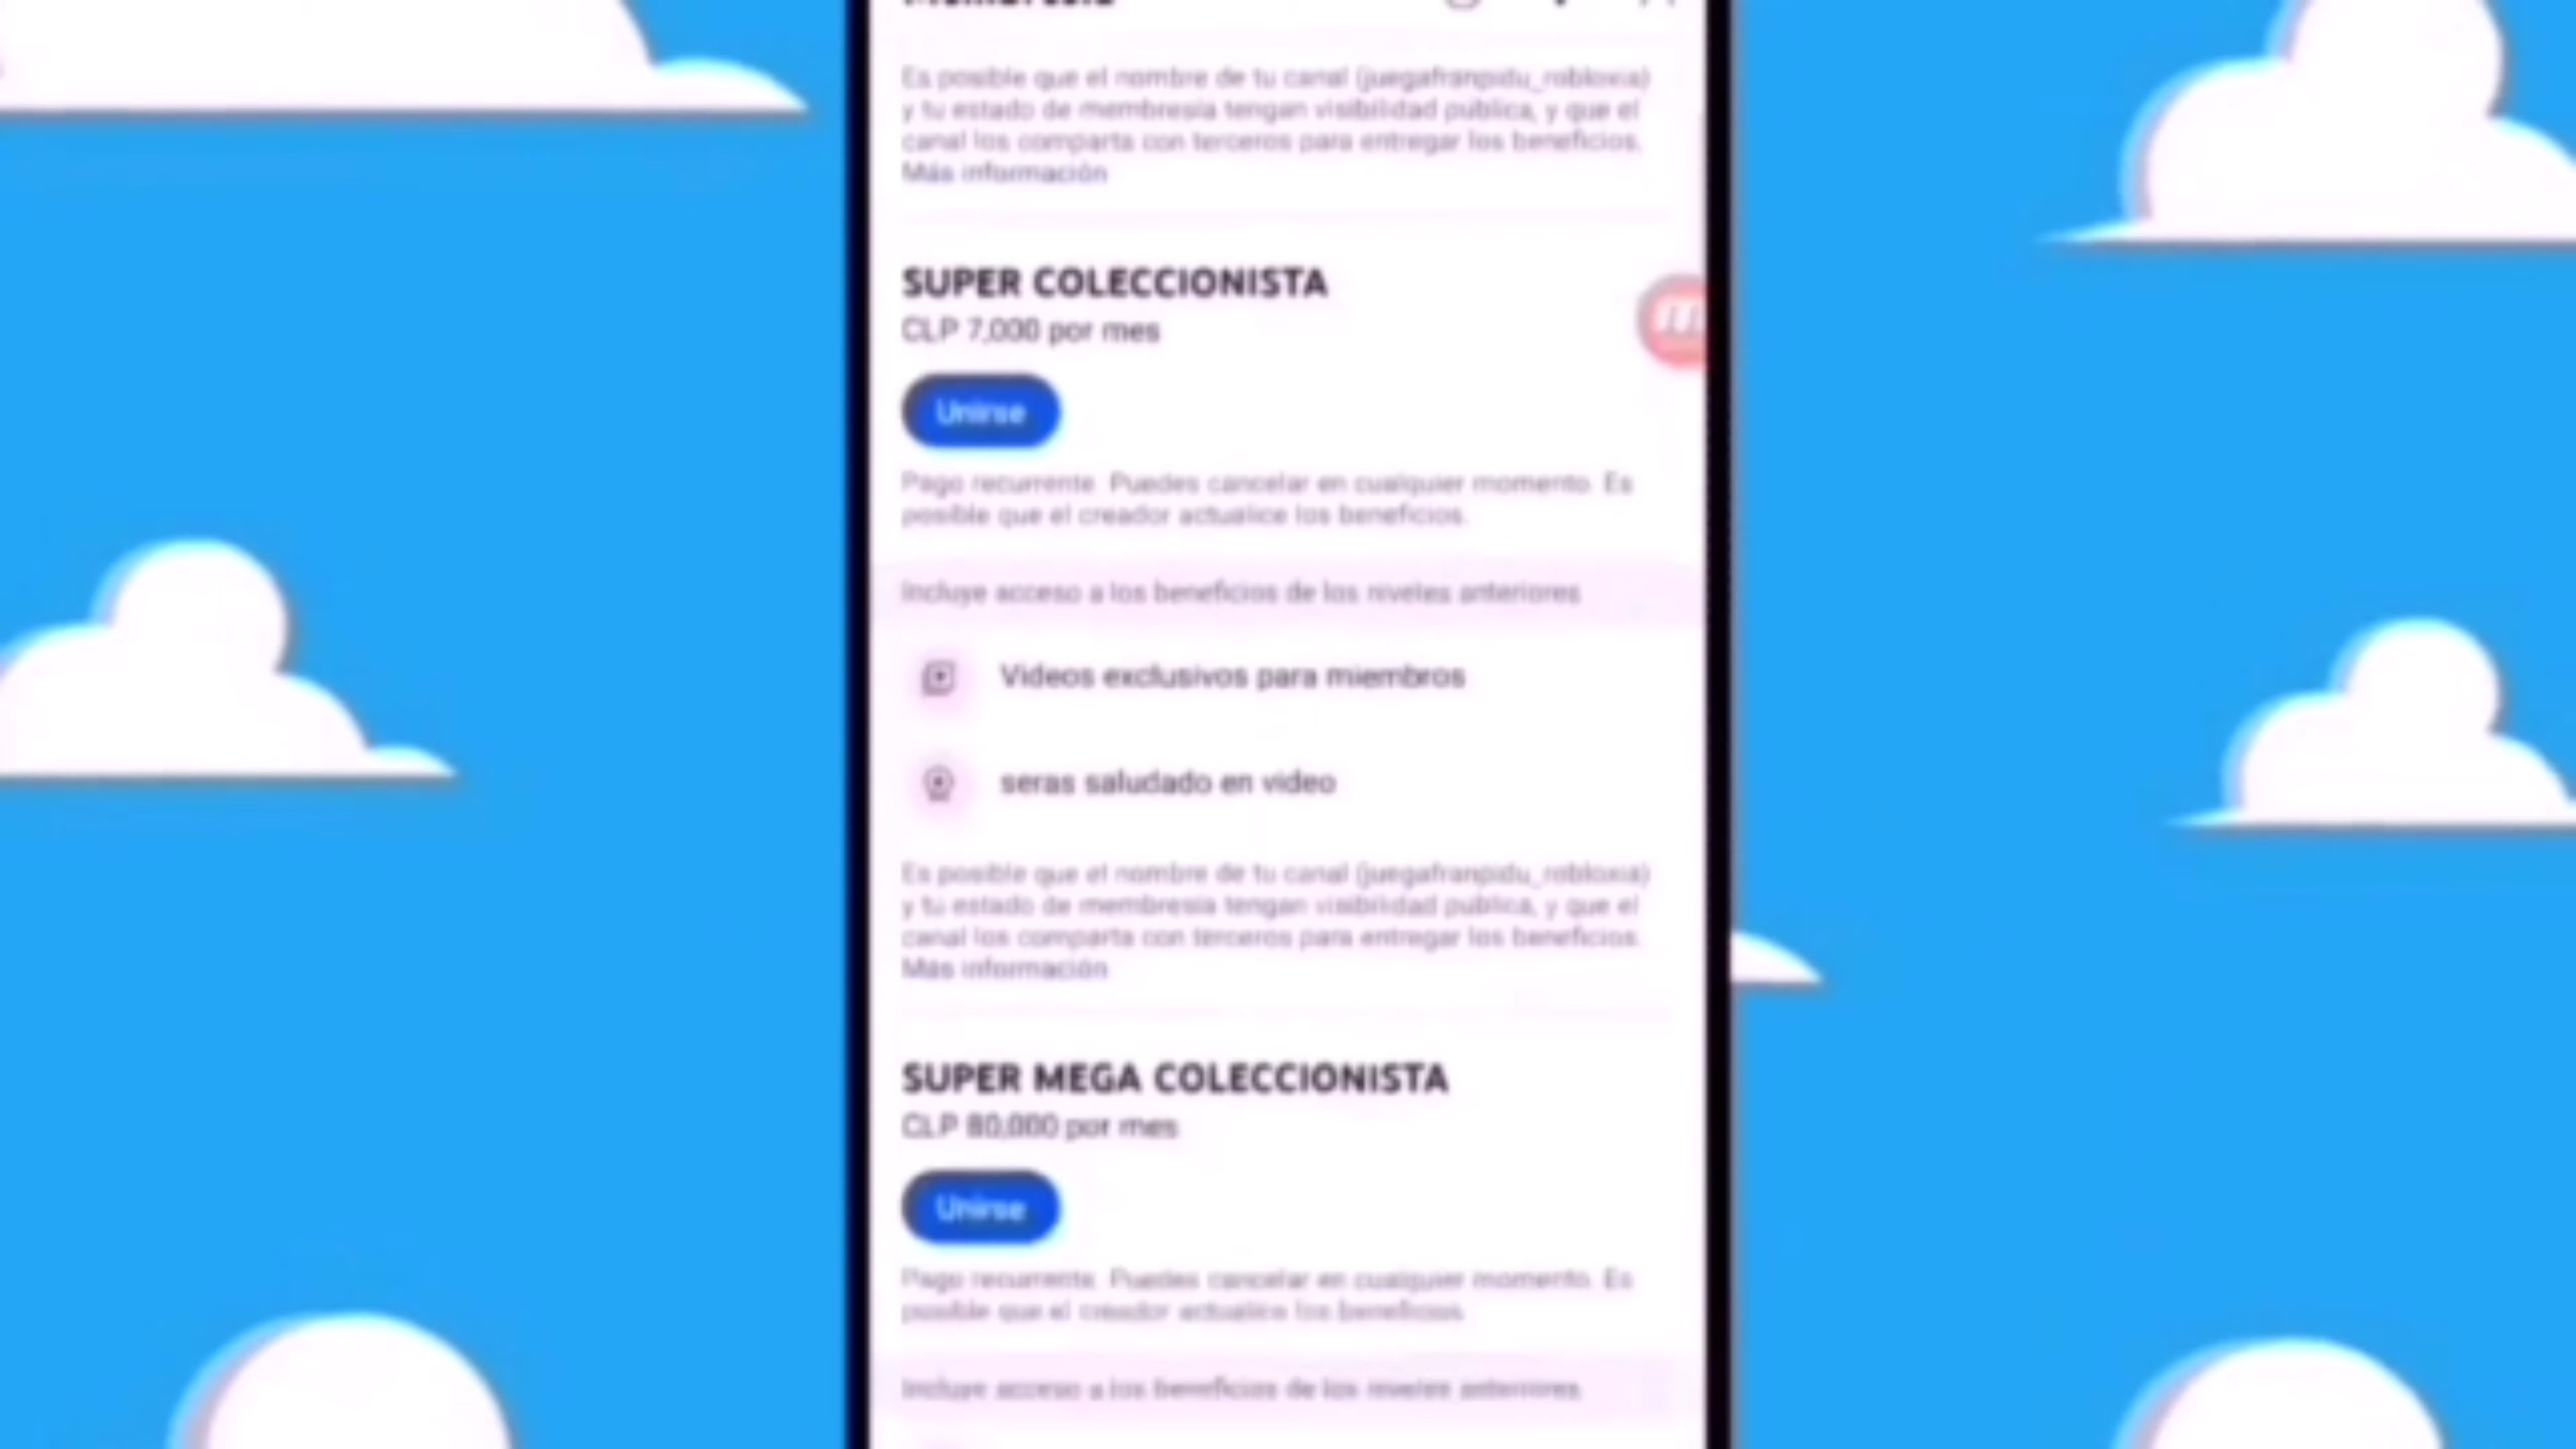 Es posible que el nombre de tu canal (juegafranpidu_robloxia)
y tu estado de membresía tengan visibilidad pública, y que el
canal los comparta con terceros para entregar los beneficios.
Más información
SUPER COLECCIONISTA
CLP 7,000 por mes
Unirse
Pago recurrente. Puedes cancelar en cualquier momento. Es
posible que el creador actualice los beneficios.
Incluye acceso a los beneficios de los niveles anteriores
Videos exclusivos para miembros
seras saludado en video
Es posible que el nombre de tu canal (juegafranpidu_robloxia)
y tu estado de membresía tengan visibilidad pública, y que el
canal los comparta con terceros para entregar los beneficios.
Más información
SUPER MEGA COLECCIONISTA
CLP 80,000 por mes
Unirse
Pago recurrente. Puedes cancelar en cualquier momento. Es
posible que el creador actualice los beneficios.
Incluye acceso a los beneficios de los niveles anteriores